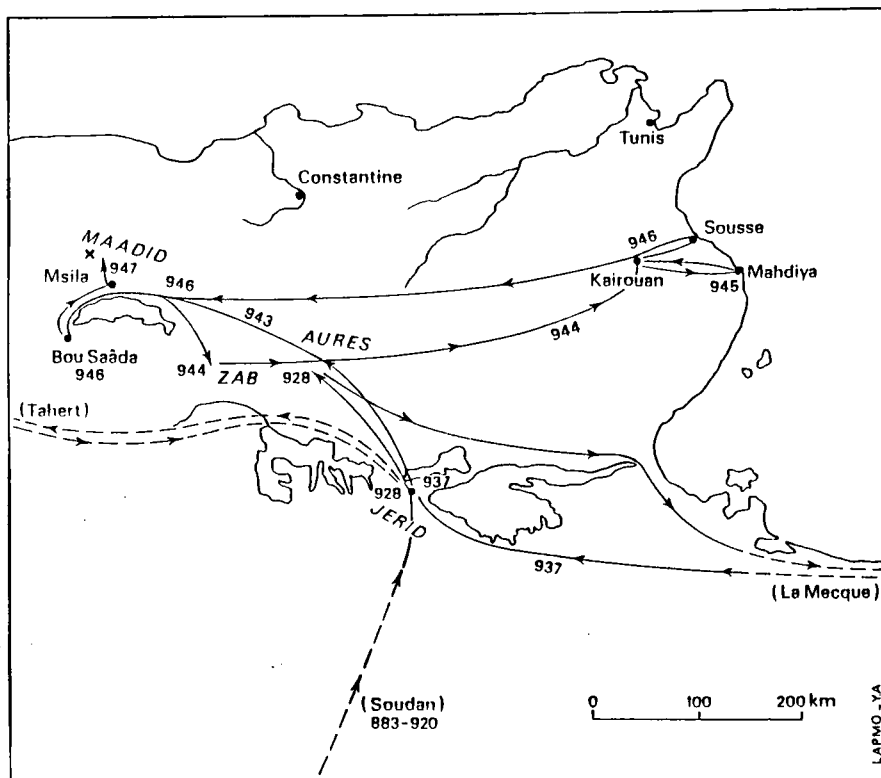 Tunis
Constantine
Sousse
MAADID
946
947
Msila
946
Kairouan
Mahdiya
945
943
AURES
944
Bou Saâda
946
944
ZAB
928
(Tahert)
937
928
JERID
937
(La Mecque)
(Soudan)
883-920
0 100 200 km
LAPMO_YA